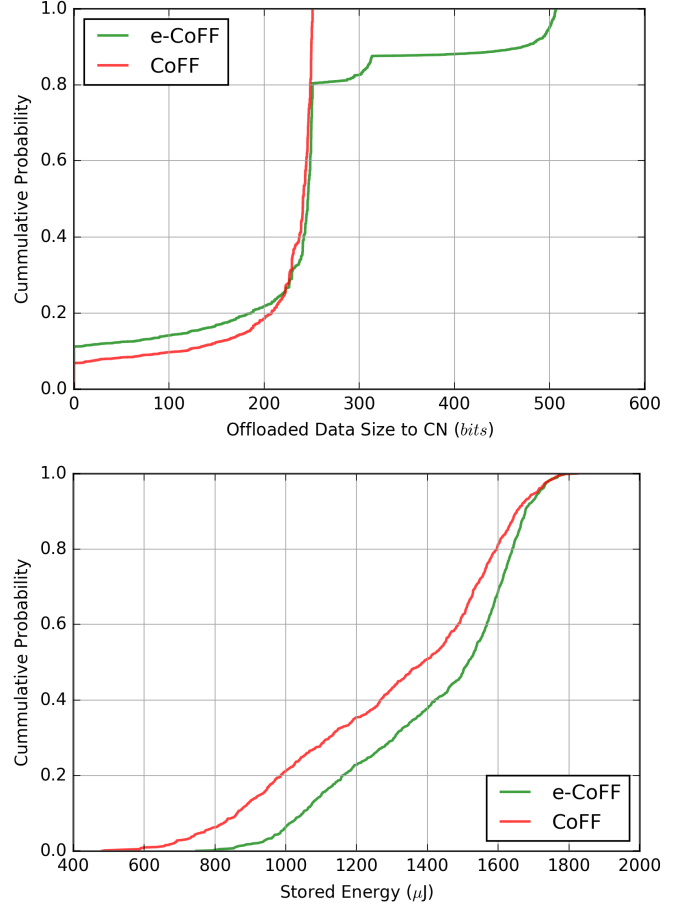 1.0
0.8
0.6
0.4
0.2
0.0
Cummulative Probability
e-CoFF
CoFF
0 100 200 300 400 500 600
Offloaded Data Size to CN (bits)
1.0
0.8
0.6
0.4
0.2
0.0
Cummulative Probability
e-CoFF
CoFF
400 600 800 1000 1200 1400 1600 1800 2000
Stored Energy (μJ)